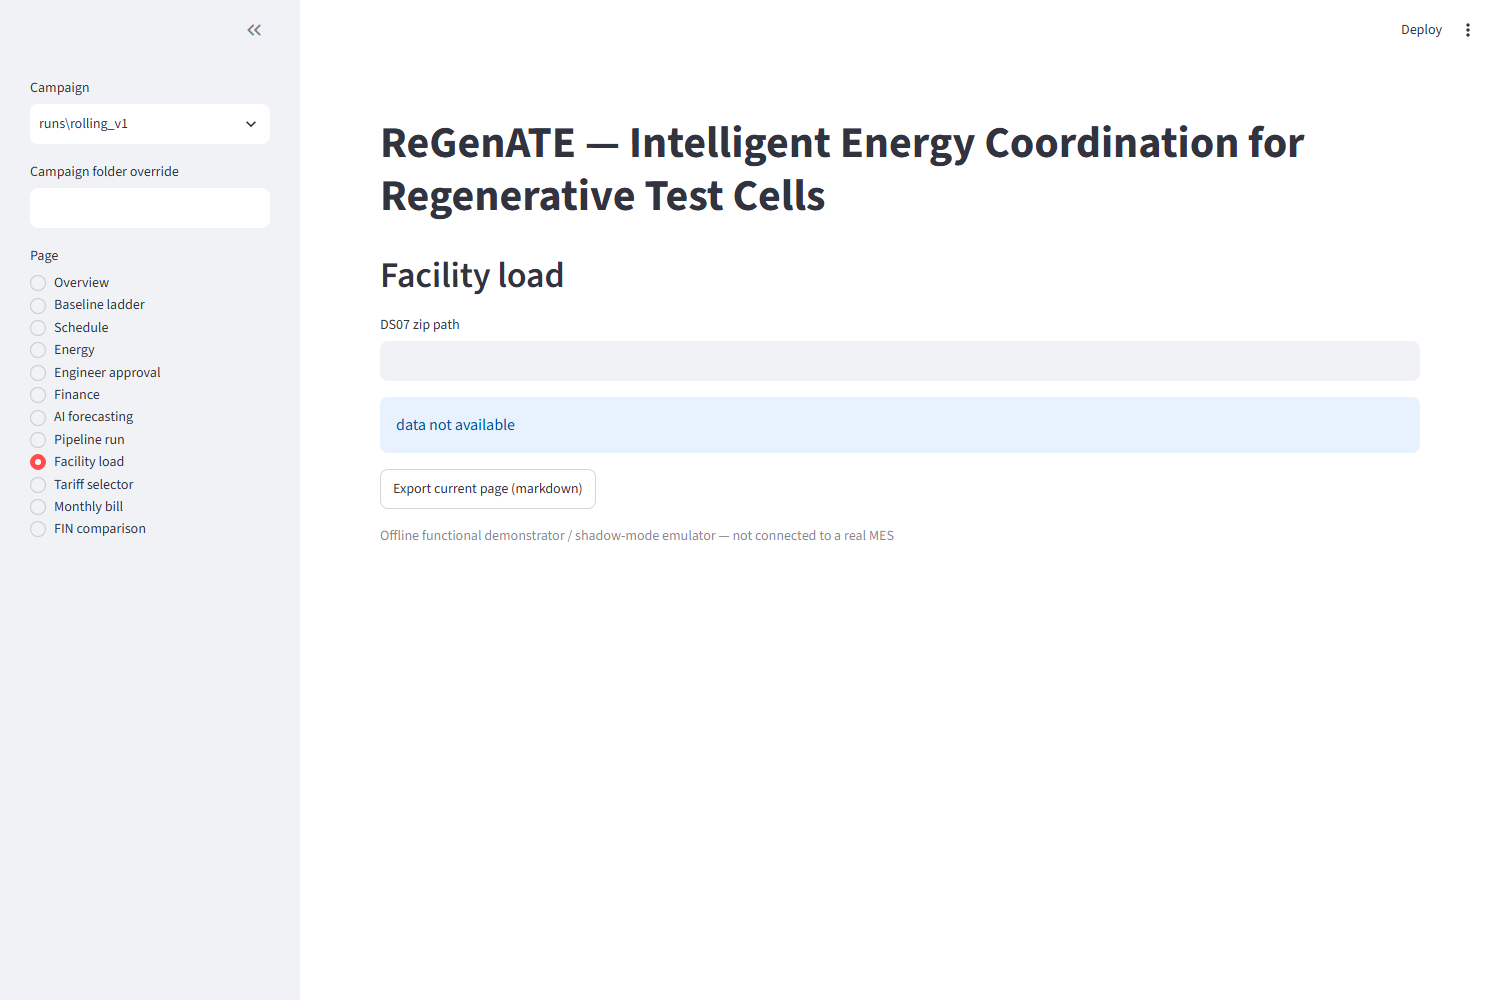 Deploy
Campaign
runs\rolling_v1
Campaign folder override
Page
Overview
Baseline ladder
Schedule
Energy
Engineer approval
Finance
AI forecasting
Pipeline run
Facility load
Tariff selector
Monthly bill
FIN comparison
ReGenATE — Intelligent Energy Coordination for
Regenerative Test Cells
Facility load
DS07 zip path
data not available
Export current page (markdown)
Offline functional demonstrator / shadow-mode emulator — not connected to a real MES